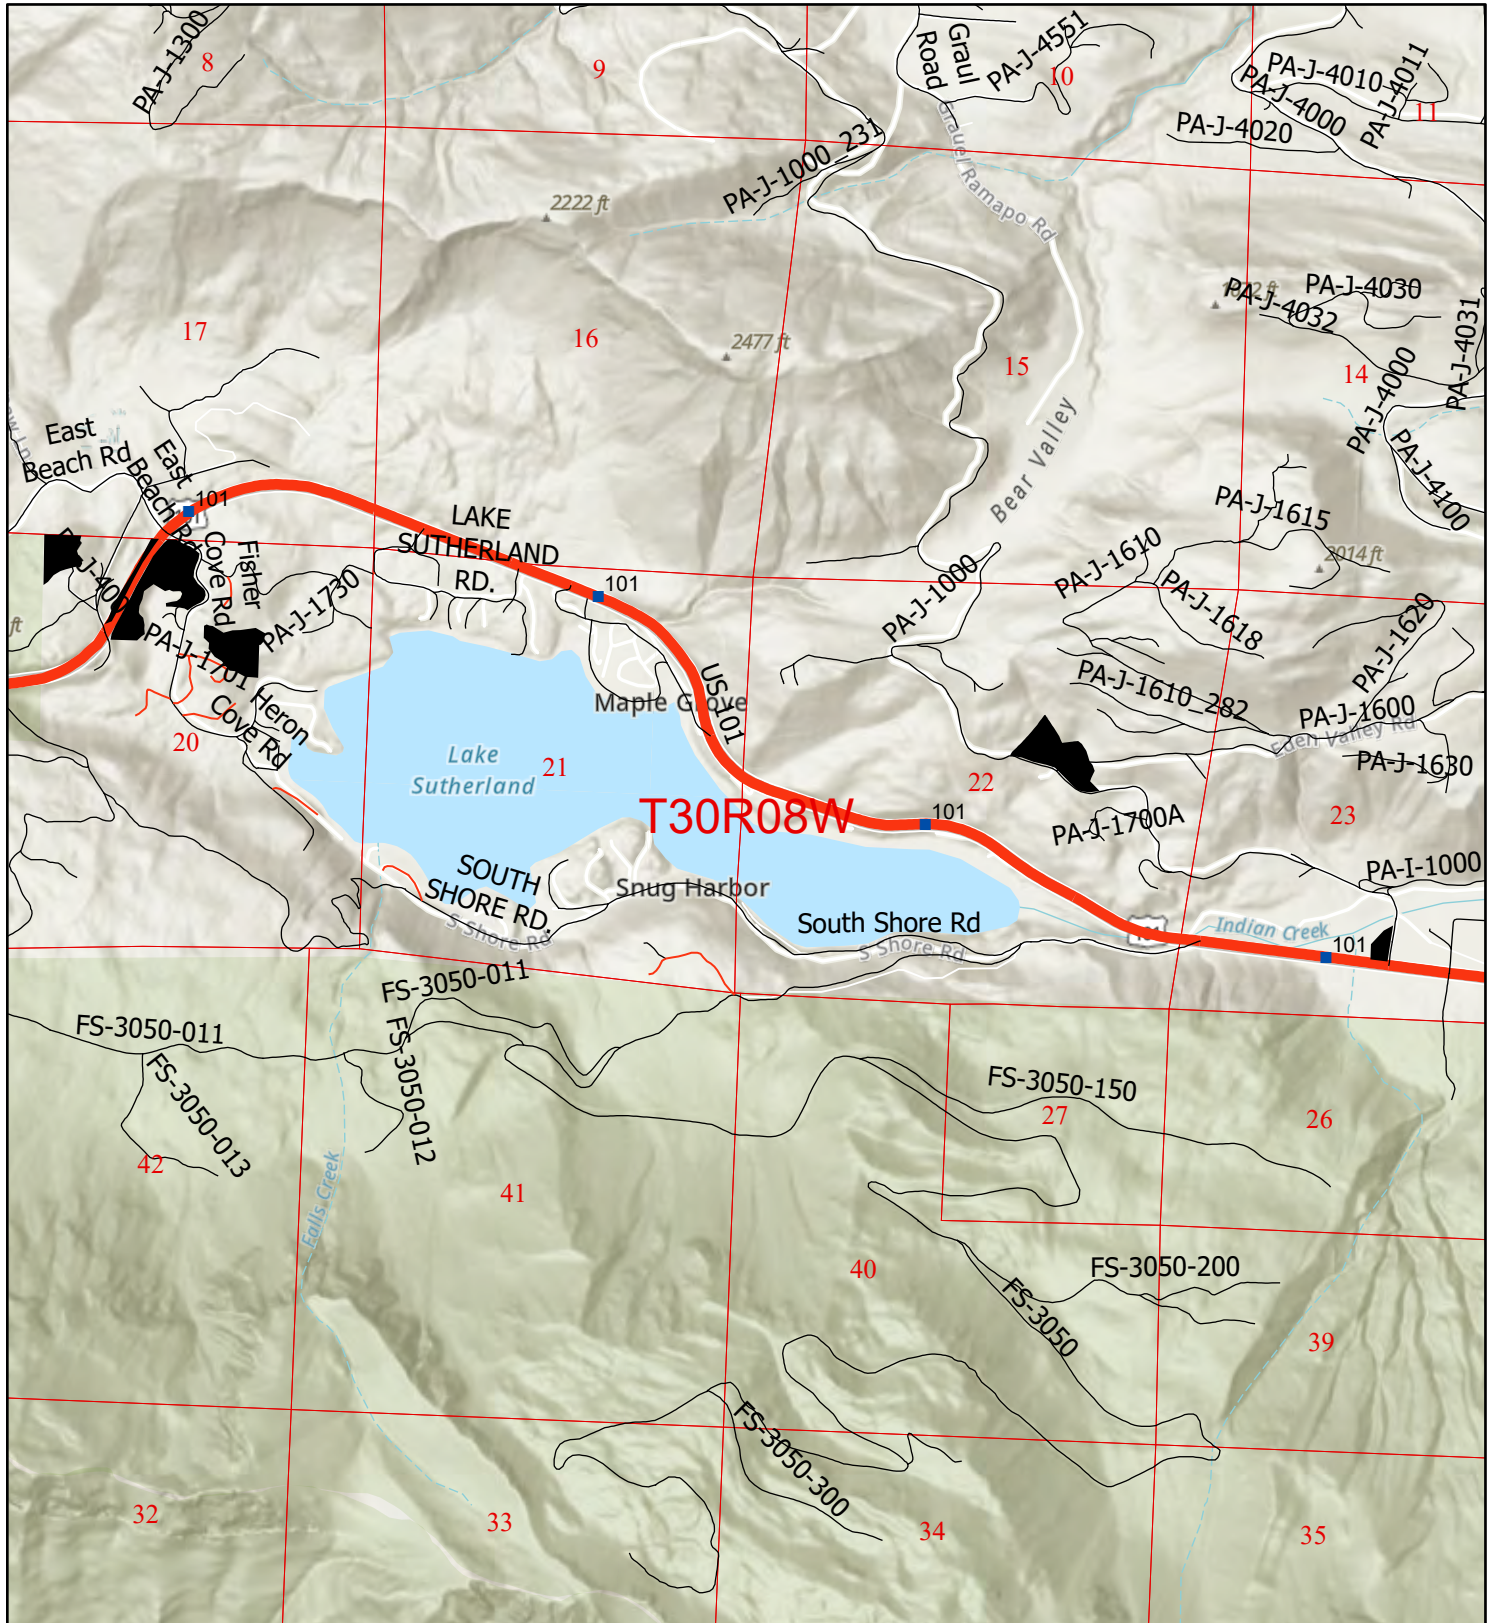 PA-J-1300
8
9
Graul
Road
PA-J-4551
10
PA-J-4010
PA-J-4011
PA-J-4000
11
PA-J-4020
PA-J-1000_231
Grauel Ramapo Rd
2222 ft
PA-J-4030
PA-J-4032
PA-J-4031
17
16
2477 ft
15
14
PA-J-4000
PA-J-4100
Bear Valley
East
Beach Rd
East
Beach Rd
101
LAKE
SUTHERLAND
RD.
PA-J-1615
2014 ft
PA-J-1610
Fisher
Cove Rd
PA-J-1730
101
PA-J-1000
PA-J-1618
PA-J-1620
ft
PA-J-1701
Heron
Cove Rd
20
Maple Grove
US 101
PA-J-1610_282
PA-J-1600
Eden Valley Rd
PA-J-1630
Lake
Sutherland
21
22
T30R08W
101
PA-J-1700A
23
SOUTH
SHORE RD.
S Shore Rd
Snug Harbor
South Shore Rd
S Shore Rd
PA-I-1000
101
Indian Creek
101
FS-3050-011
FS-3050-011
FS-3050-012
FS-3050-013
42
Falls Creek
41
FS-3050-150
27
26
40
FS-3050-200
FS-3050
39
FS-3050-300
32
33
34
35